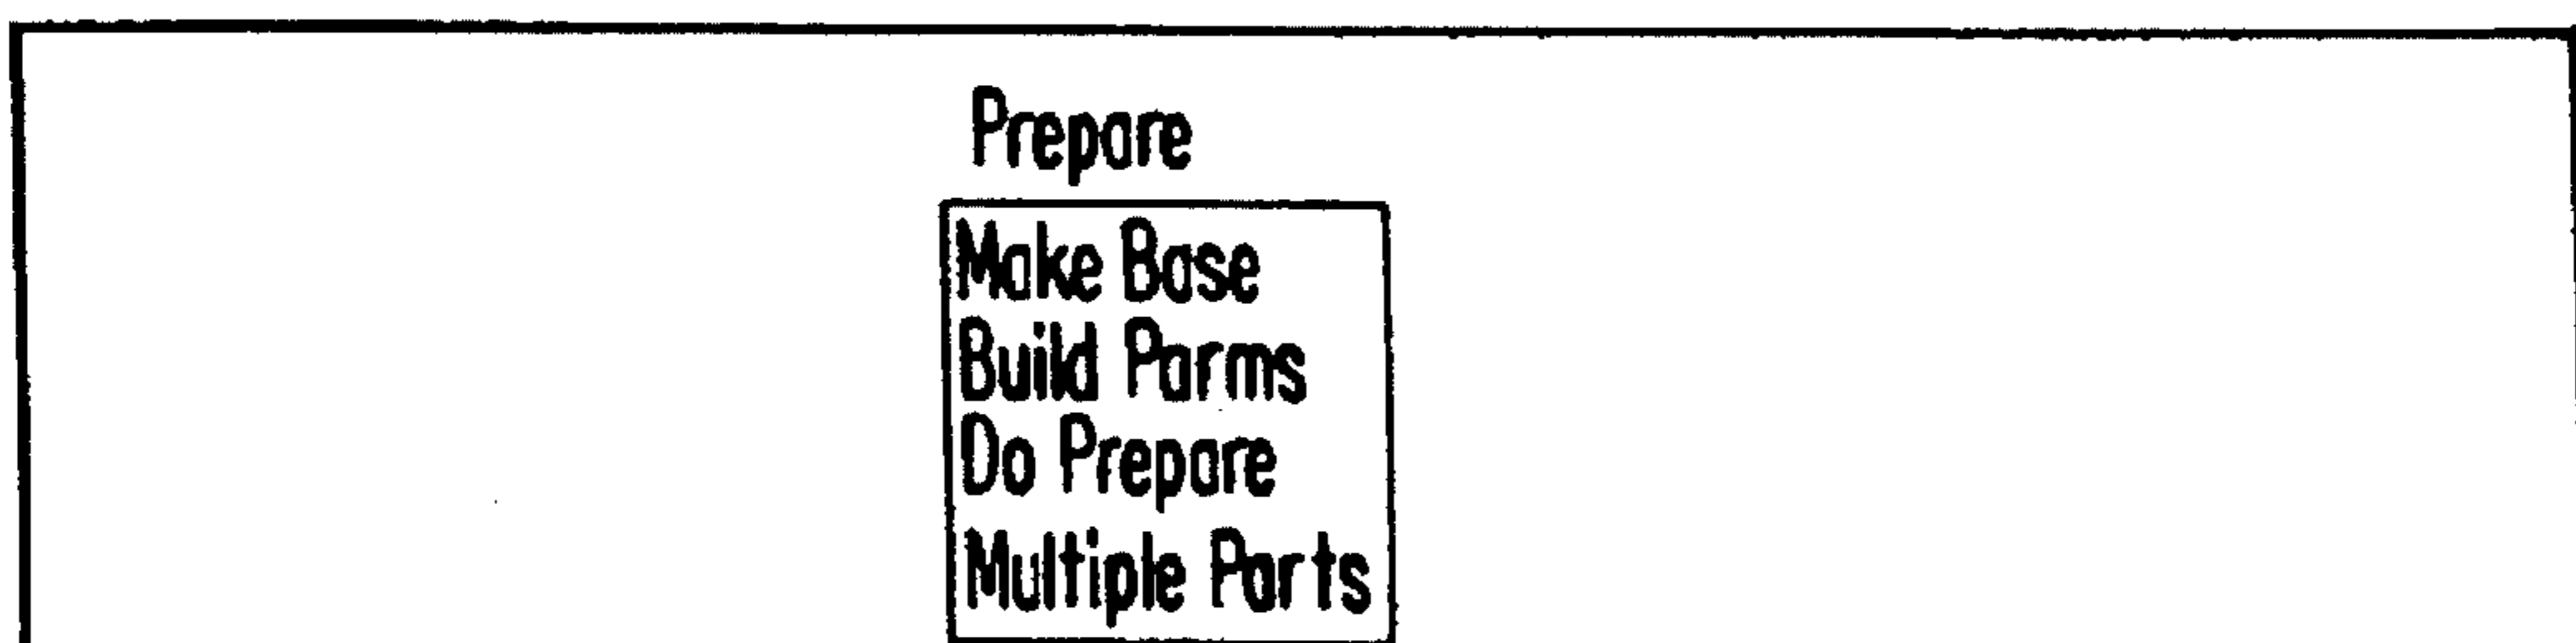 Prepare
Make Base
Build Parms
Do Prepare
Multiple Parts